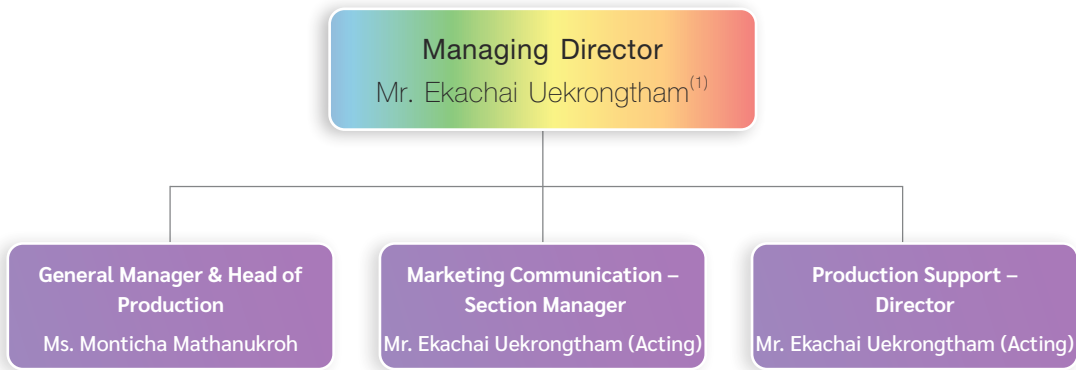 Managing Director
Mr. Ekachai Uekrongtham(1)
General Manager & Head of
Production
Ms. Monticha Mathanukroh
Marketing Communication –
Section Manager
Mr. Ekachai Uekrongtham (Acting)
Production Support –
Director
Mr. Ekachai Uekrongtham (Acting)